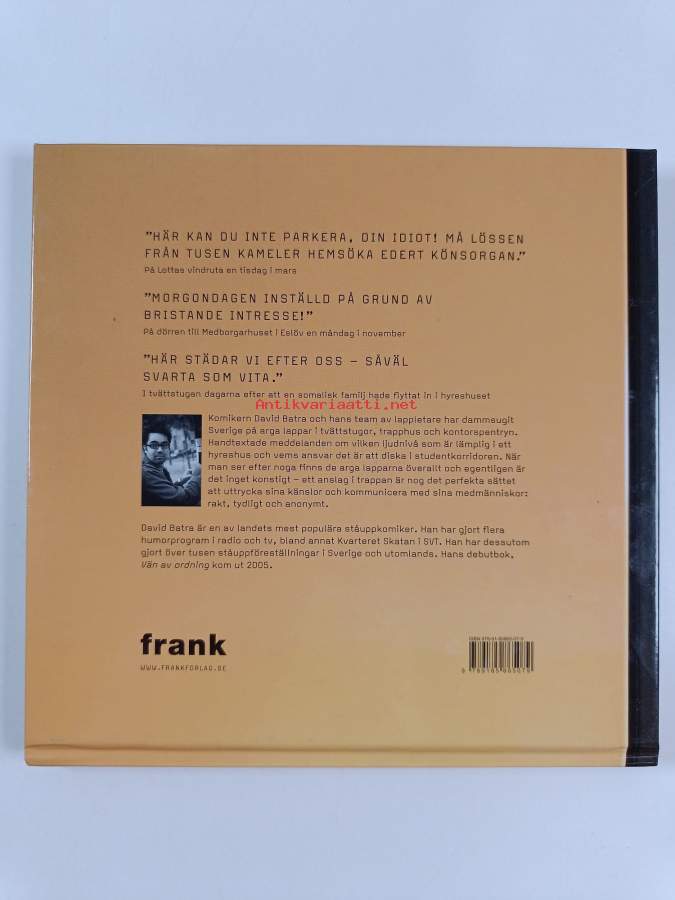 "HÄR KAN DU INTE PARKERA, DIN IDIOT! MÅ LÖSSEN
FRÅN TUSEN KAMELER HEMSÖKA EDERT KÖNSORGAN."
På Lottas vindruta en tisdag i mars
"MORGONDAGEN INSTÄLLD PÅ GRUND AV
BRISTANDE INTRESSE!"
På dörren till Medborgarhuset i Eslöv en måndag i november
"HÄR STÄDAR VI EFTER OSS – SÅVÄL
SVARTA SOM VITA."
I tvättstugen dagarna efter att en somalisk familj hade flyttat in i hyreshuset
Antikvariaatti.net
Komikern David Batra och hans team av lappletare har dammsugit
Sverige på arga lappar i tvättstugor, trapphus och kontorspentryn.
Handtextade meddelanden om vilken ljudnivå som är lämplig i ett
hyreshus och vems ansvar det är att diska i studentkorridoren. När
man ser efter noga finns de arga lapparna överallt och egentligen är
det inget konstigt – ett anslag i trappan är nog det perfekta sättet
att uttrycka sina känslor och kommunicera med sina medmänniskor:
rakt, tydligt och anonymt.
David Batra är en av landets mest populära ståuppkomiker. Han har gjort flera
humorprogram i radio och tv, bland annat Kvarteret Skatan i SVT. Han har dessutom
gjort över tusen ståuppföreställningar i Sverige och utomlands. Hans debutbok,
Vän av ordning kom ut 2005.
frank
WWW.FRANKFORLAG.SE